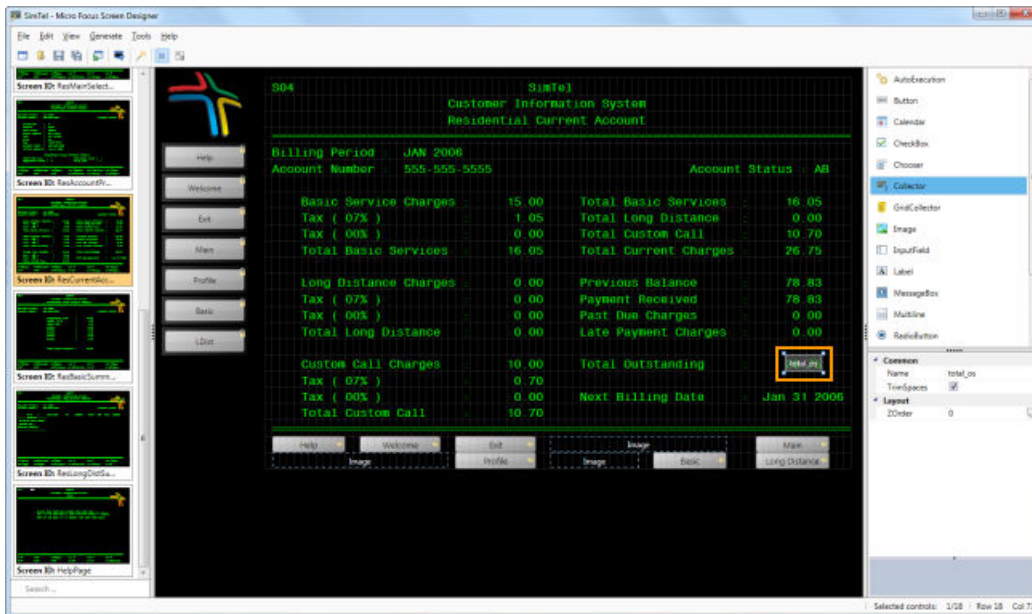 SimTel - Micro Focus Screen Designer
File Edit View Generate Tools Help
Screen ID: ResMainSelect...
Screen ID: ResAccountPr...
Screen ID: ResCurrentAcc...
Screen ID: ResBasicSumm...
Screen ID: ResLongDistSu...
Screen ID: HelpPage
Search ...
Help
Welcome
Exit
Main
Profile
Basic
LDist
S04 SimTel
Customer Information System
Residential Current Account
Billing Period : JAN 2006
Account Number : 555-555-5555 Account Status : AB
Basic Service Charges : 15.00 Total Basic Services : 16.05
Tax ( 07% ) : 1.05 Total Long Distance : 0.00
Tax ( 00% ) : 0.00 Total Custom Call : 10.70
Total Basic Services : 16.05 Total Current Charges : 26.75
Long Distance Charges : 0.00 Previous Balance : 78.83
Tax ( 07% ) : 0.00 Payment Received : 78.83
Tax ( 00% ) : 0.00 Past Due Charges : 0.00
Total Long Distance : 0.00 Late Payment Charges : 0.00
Custom Call Charges : 10.00 Total Outstanding : total_os
Tax ( 07% ) : 0.70
Tax ( 00% ) : 0.00 Next Billing Date : Jan 31 2006
Total Custom Call : 10.70
Help Welcome Exit Image Main
Image Profile Image Basic Long Distance
AutoExecution
Button
Calendar
CheckBox
Chooser
Collector
GridCollector
Image
InputField
Label
MessageBox
Multiline
RadioButton
Common
Name total_os
TrimSpaces
Layout
ZOrder 0
Selected controls: 1/18 Row 18 Col 7